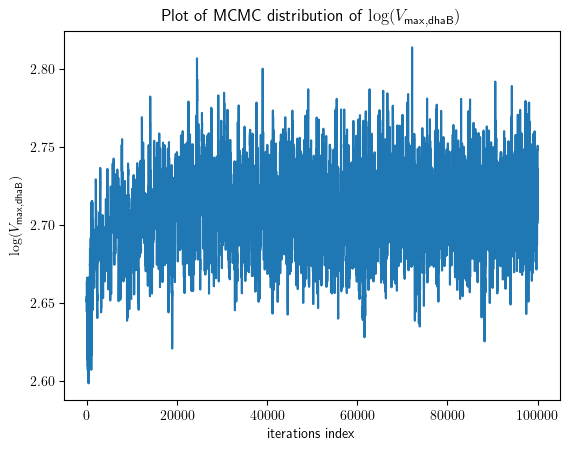 Plot of MCMC distribution of log(V_max,dhaB)
2.80
2.75
2.70
2.65
2.60
log(V_max,dhaB)
0 20000 40000 60000 80000 100000
iterations index